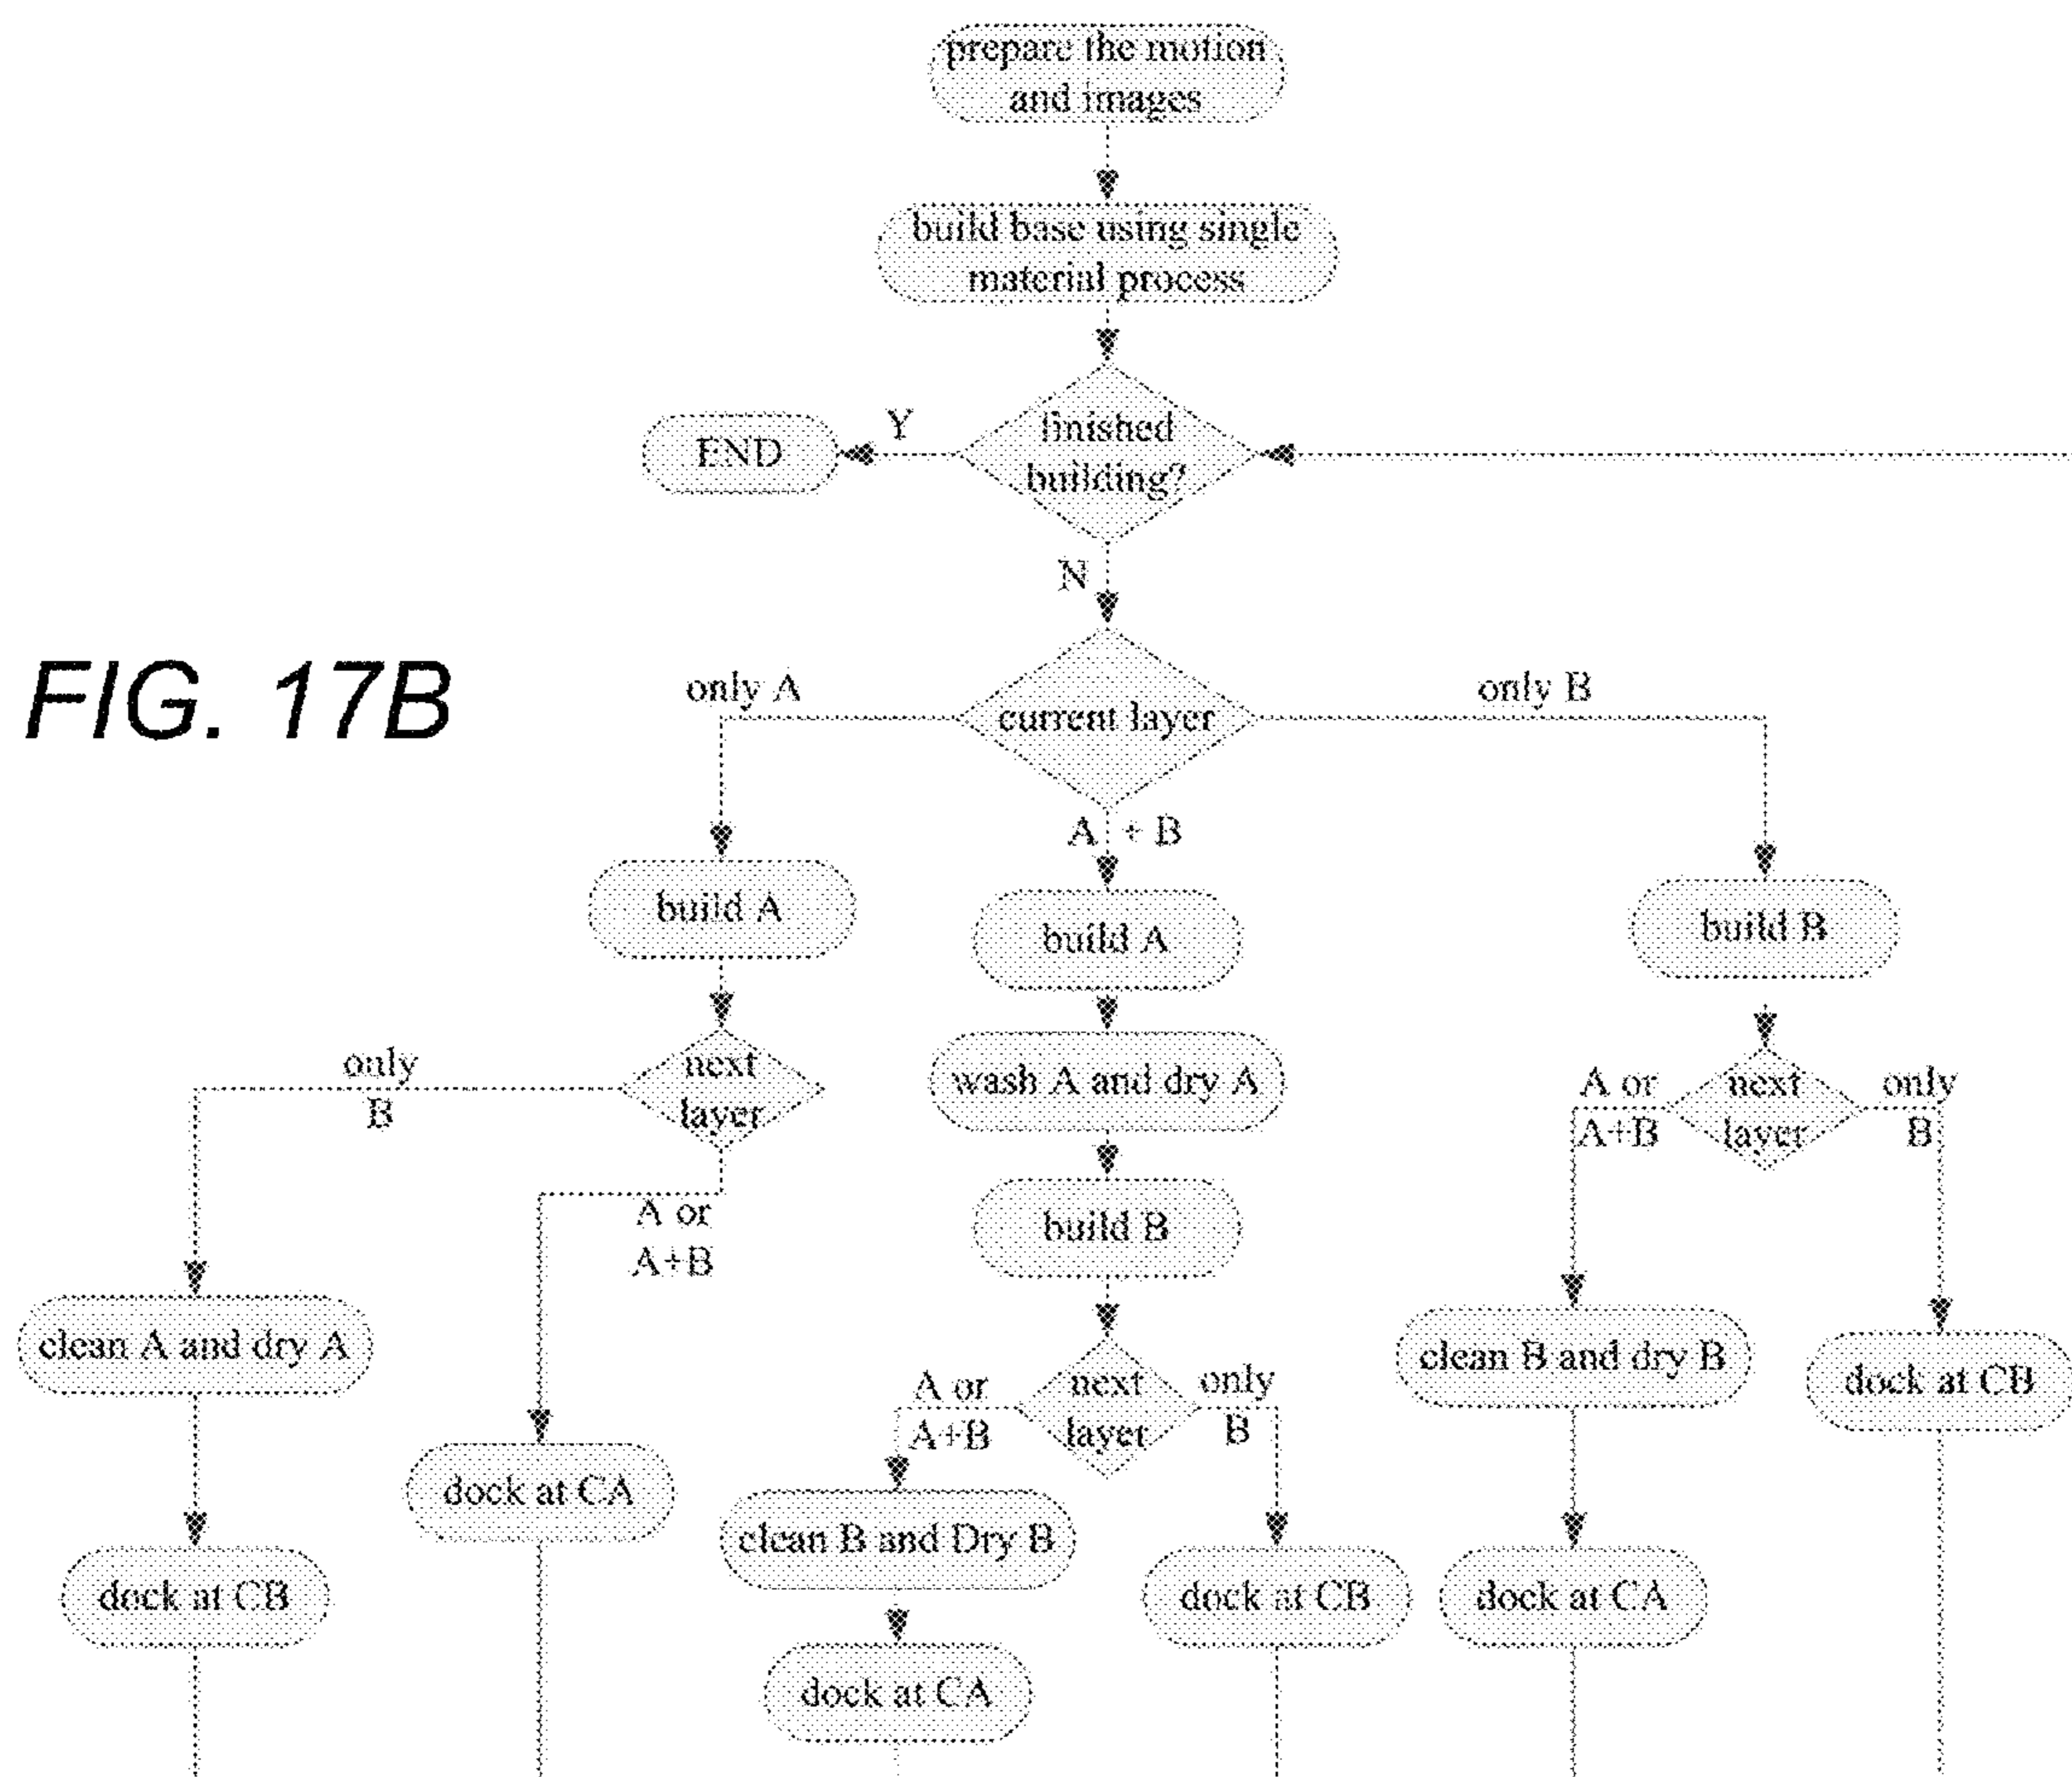 prepare the motion
and images
build base using single
material process
finished
building?
Y
END
N
FIG. 17B
current layer
only A
only B
A + B
build A
build A
build B
wash A and dry A
next
layer
only
B
A or
A+B
next
layer
A or
A+B
only
B
build B
clean A and dry A
clean B and dry B
dock at CB
next
layer
A or
A+B
only
B
dock at CA
clean B and Dry B
dock at CB
dock at CB
dock at CA
dock at CA